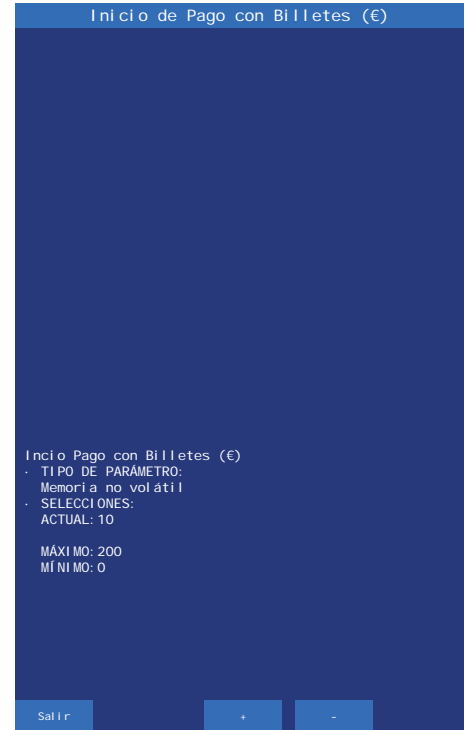 Inicio de Pago con Billetes (€)
Incio Pago con Billetes (€)
· TIPO DE PARÁMETRO:
Memoria no volátil
· SELECCIONES:
ACTUAL: 10
MÁXIMO: 200
MÍNIMO: 0
Salir + -